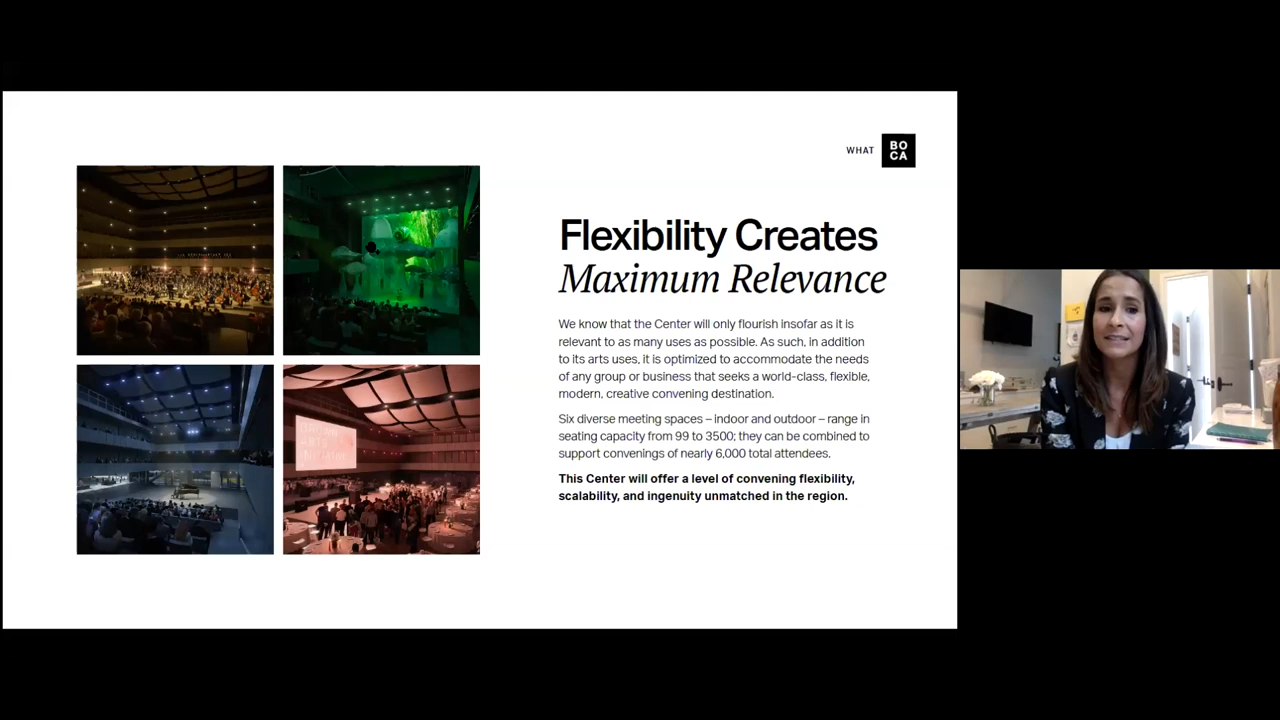 WHAT
BO
CA
Flexibility Creates
Maximum Relevance
We know that the Center will only flourish insofar as it is
relevant to as many uses as possible. As such, in addition
to its arts uses, it is optimized to accommodate the needs
of any group or business that seeks a world-class, flexible,
modern, creative convening destination.
Six diverse meeting spaces – indoor and outdoor – range in
seating capacity from 99 to 3500; they can be combined to
support convenings of nearly 6,000 total attendees.
This Center will offer a level of convening flexibility,
scalability, and ingenuity unmatched in the region.